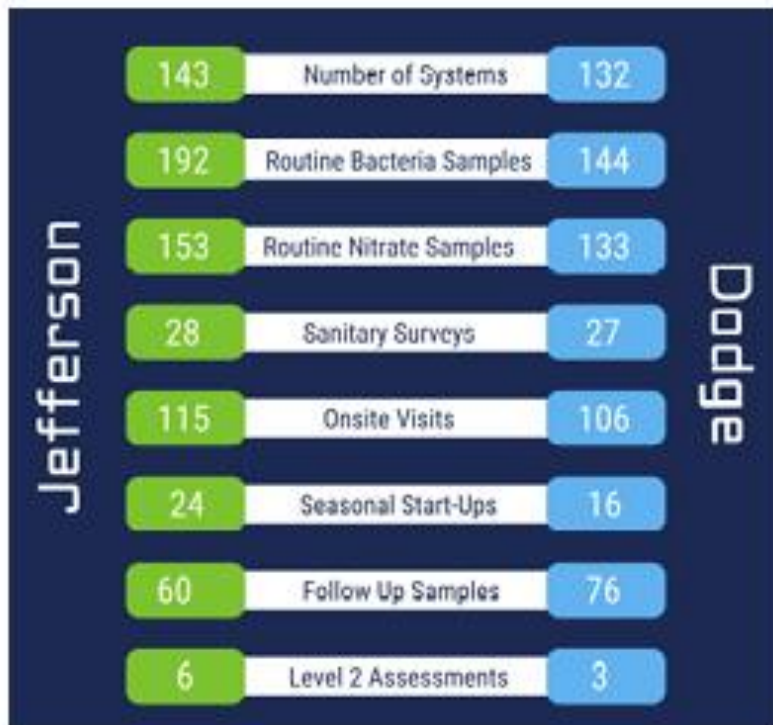 Jefferson
143 Number of Systems 132
192 Routine Bacteria Samples 144
153 Routine Nitrate Samples 133
28 Sanitary Surveys 27
115 Onsite Visits 106
24 Seasonal Start-Ups 16
60 Follow Up Samples 76
6 Level 2 Assessments 3
Dodge